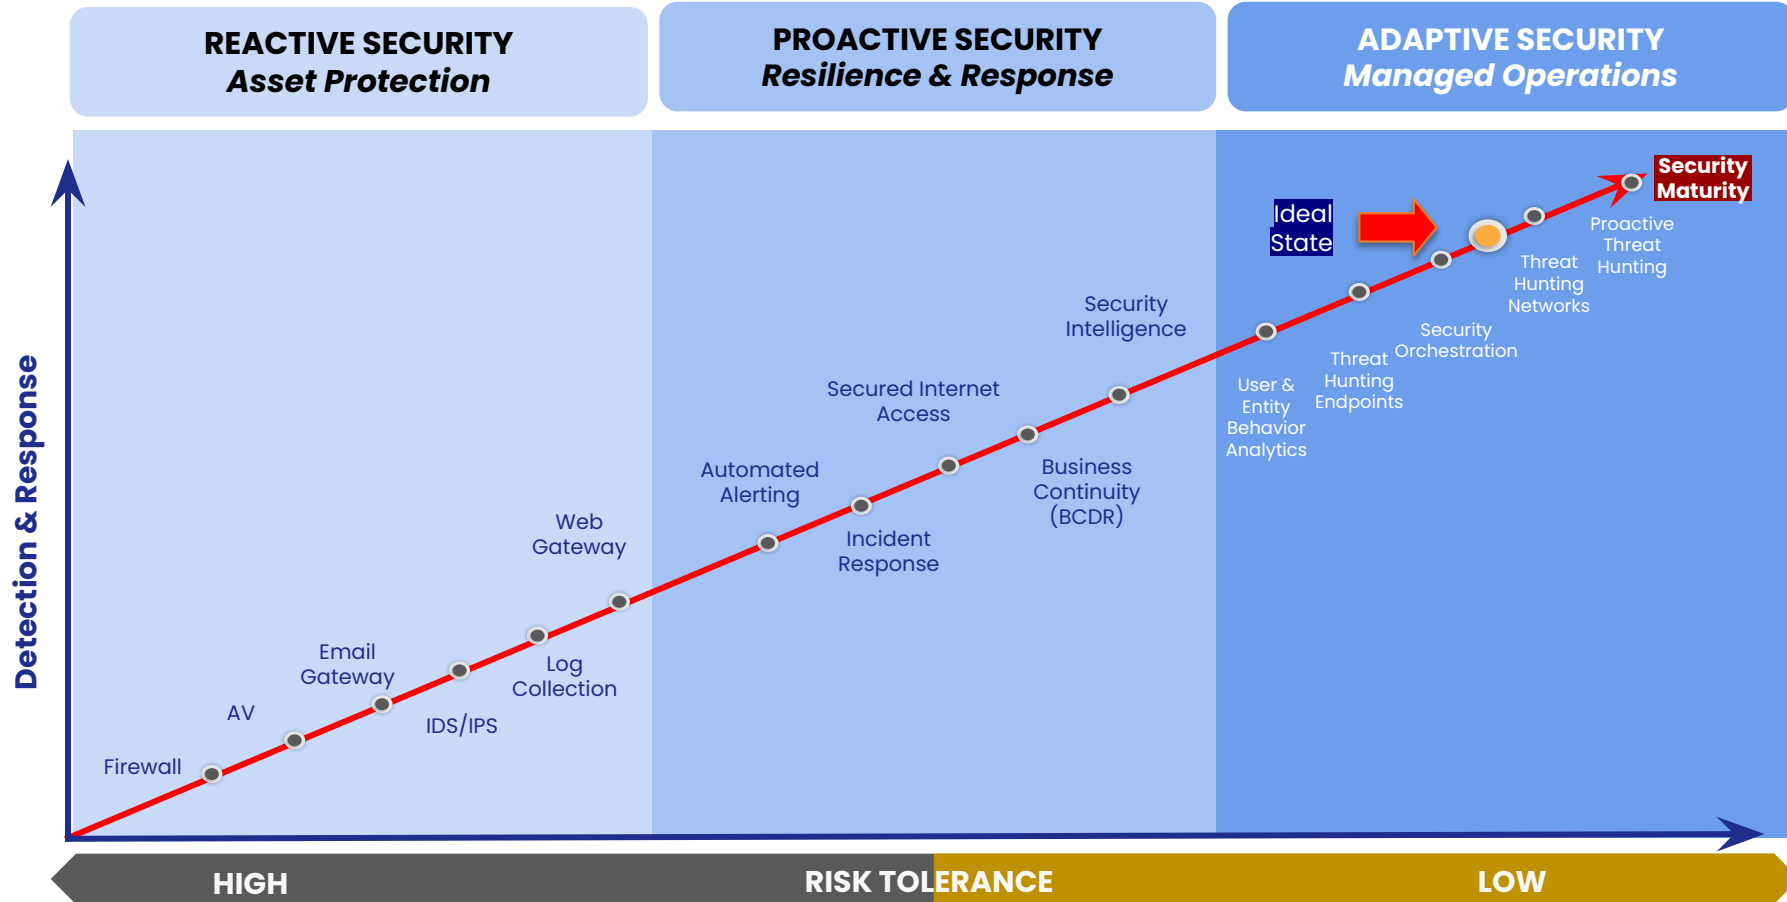 REACTIVE SECURITY
Asset Protection
PROACTIVE SECURITY
Resilience & Response
ADAPTIVE SECURITY
Managed Operations
Detection & Response
Firewall
AV
Email
Gateway
IDS/IPS
Log
Collection
Web
Gateway
Automated
Alerting
Incident
Response
Secured Internet
Access
Business
Continuity
(BCDR)
Security
Intelligence
User &
Entity
Behavior
Analytics
Threat
Hunting
Endpoints
Security
Orchestration
Ideal
State
Threat
Hunting
Networks
Proactive
Threat
Hunting
Security
Maturity
HIGH
RISK TOLERANCE
LOW